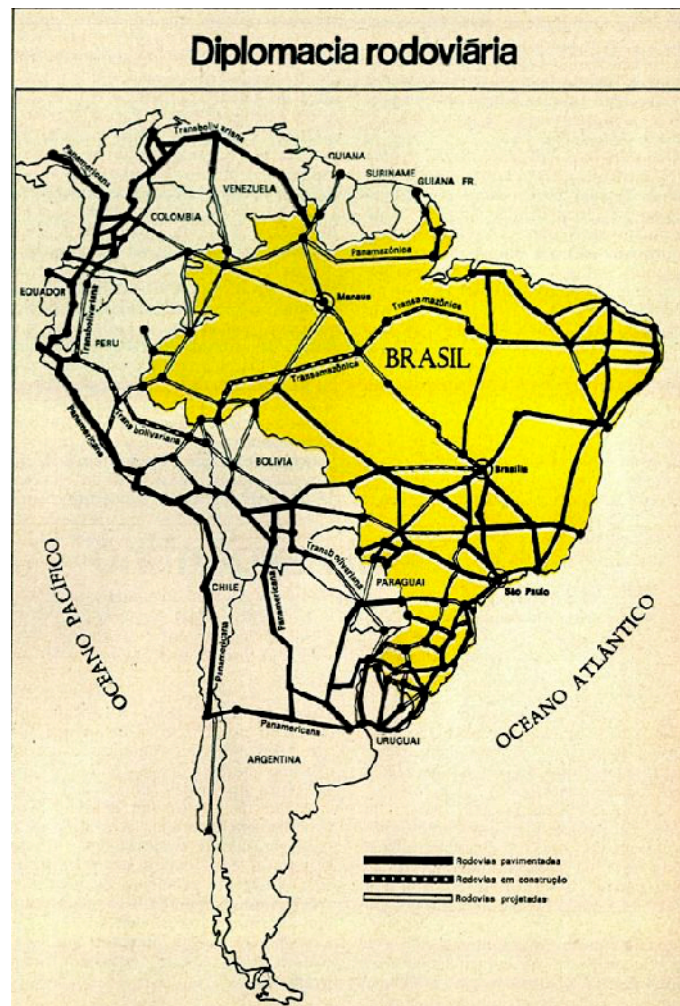 Diplomacia rodoviária
Transbolivariana
Panamericana
GUIANA
SURINAME
GUIANA FR.
VENEZUELA
COLOMBIA
Panamazônica
EQUADOR
Transbolivariana
Manaus
Transamazônica
PERU
BRASIL
Transamazônica
Panamericana
Transbolivariana
BOLIVIA
Brasília
Transbolivariana
PARAGUAI
São Paulo
CHILE
Panamericana
Panamericana
OCEANO PACÍFICO
OCEANO ATLÂNTICO
Panamericana
URUGUAI
ARGENTINA
Rodovias pavimentadas
Rodovias em construção
Rodovias projetadas